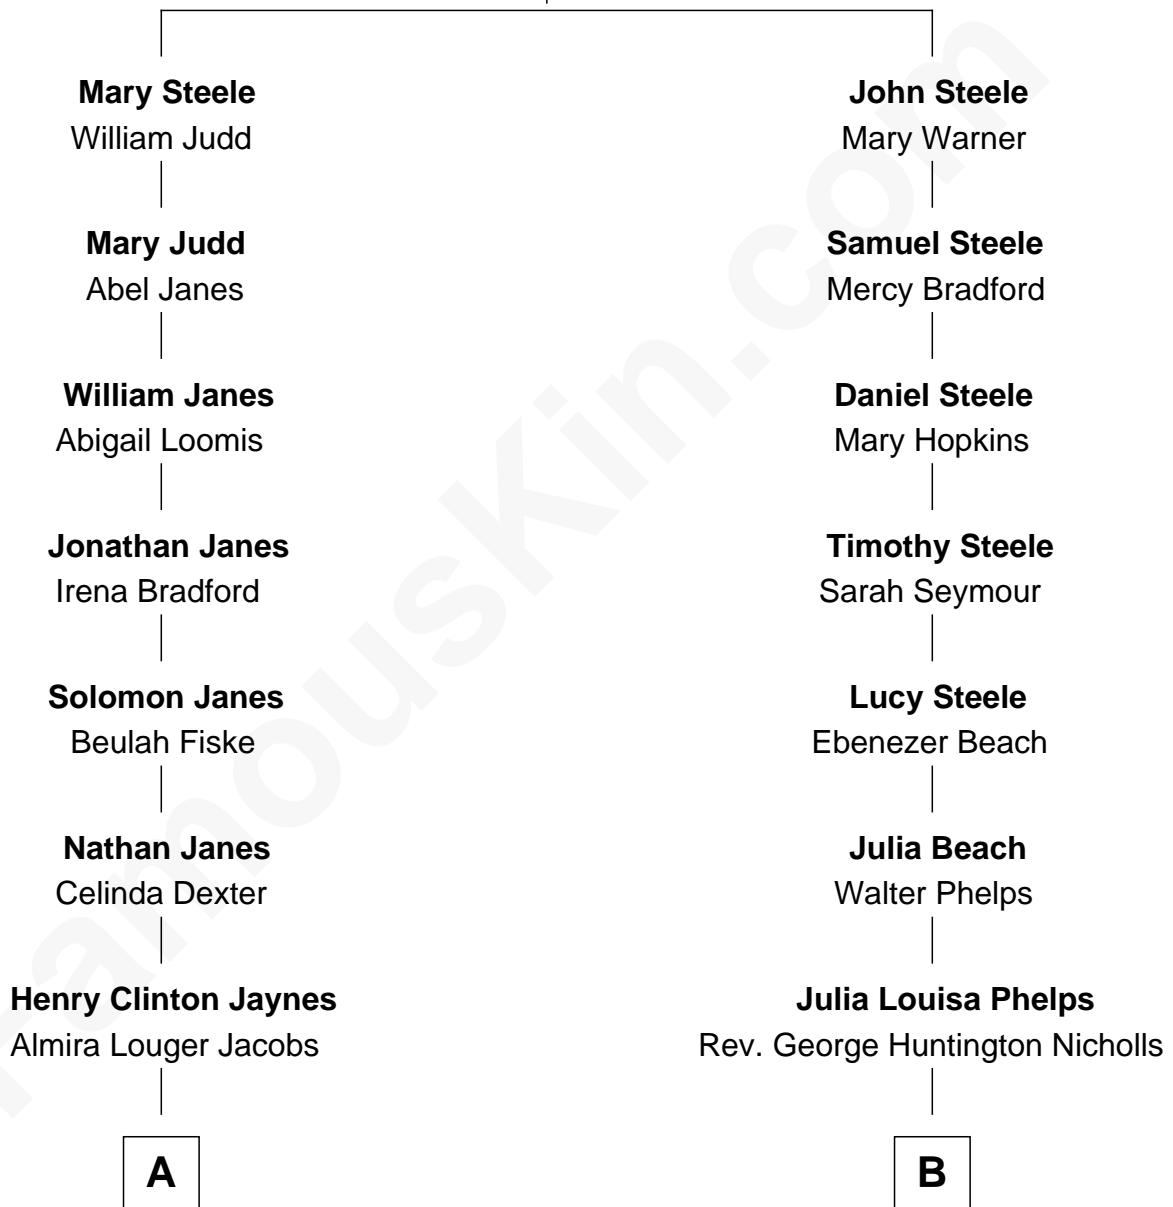 Mary Steele
William Judd
Mary Judd
Abel Janes
William Janes
Abigail Loomis
Jonathan Janes
Irena Bradford
Solomon Janes
Beulah Fiske
Nathan Janes
Celinda Dexter
Henry Clinton Jaynes
Almira Louger Jacobs
A
John Steele
Mary Warner
Samuel Steele
Mercy Bradford
Daniel Steele
Mary Hopkins
Timothy Steele
Sarah Seymour
Lucy Steele
Ebenezer Beach
Julia Beach
Walter Phelps
Julia Louisa Phelps
Rev. George Huntington Nicholls
B
FamousKin.com